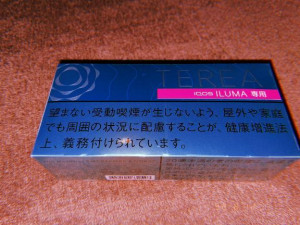 TEREA
IQOS ILUMA 専用
望まない受動喫煙が生じないよう、屋外や家庭
でも周囲の状況に配慮することが、健康増進法
上、義務付けられています。